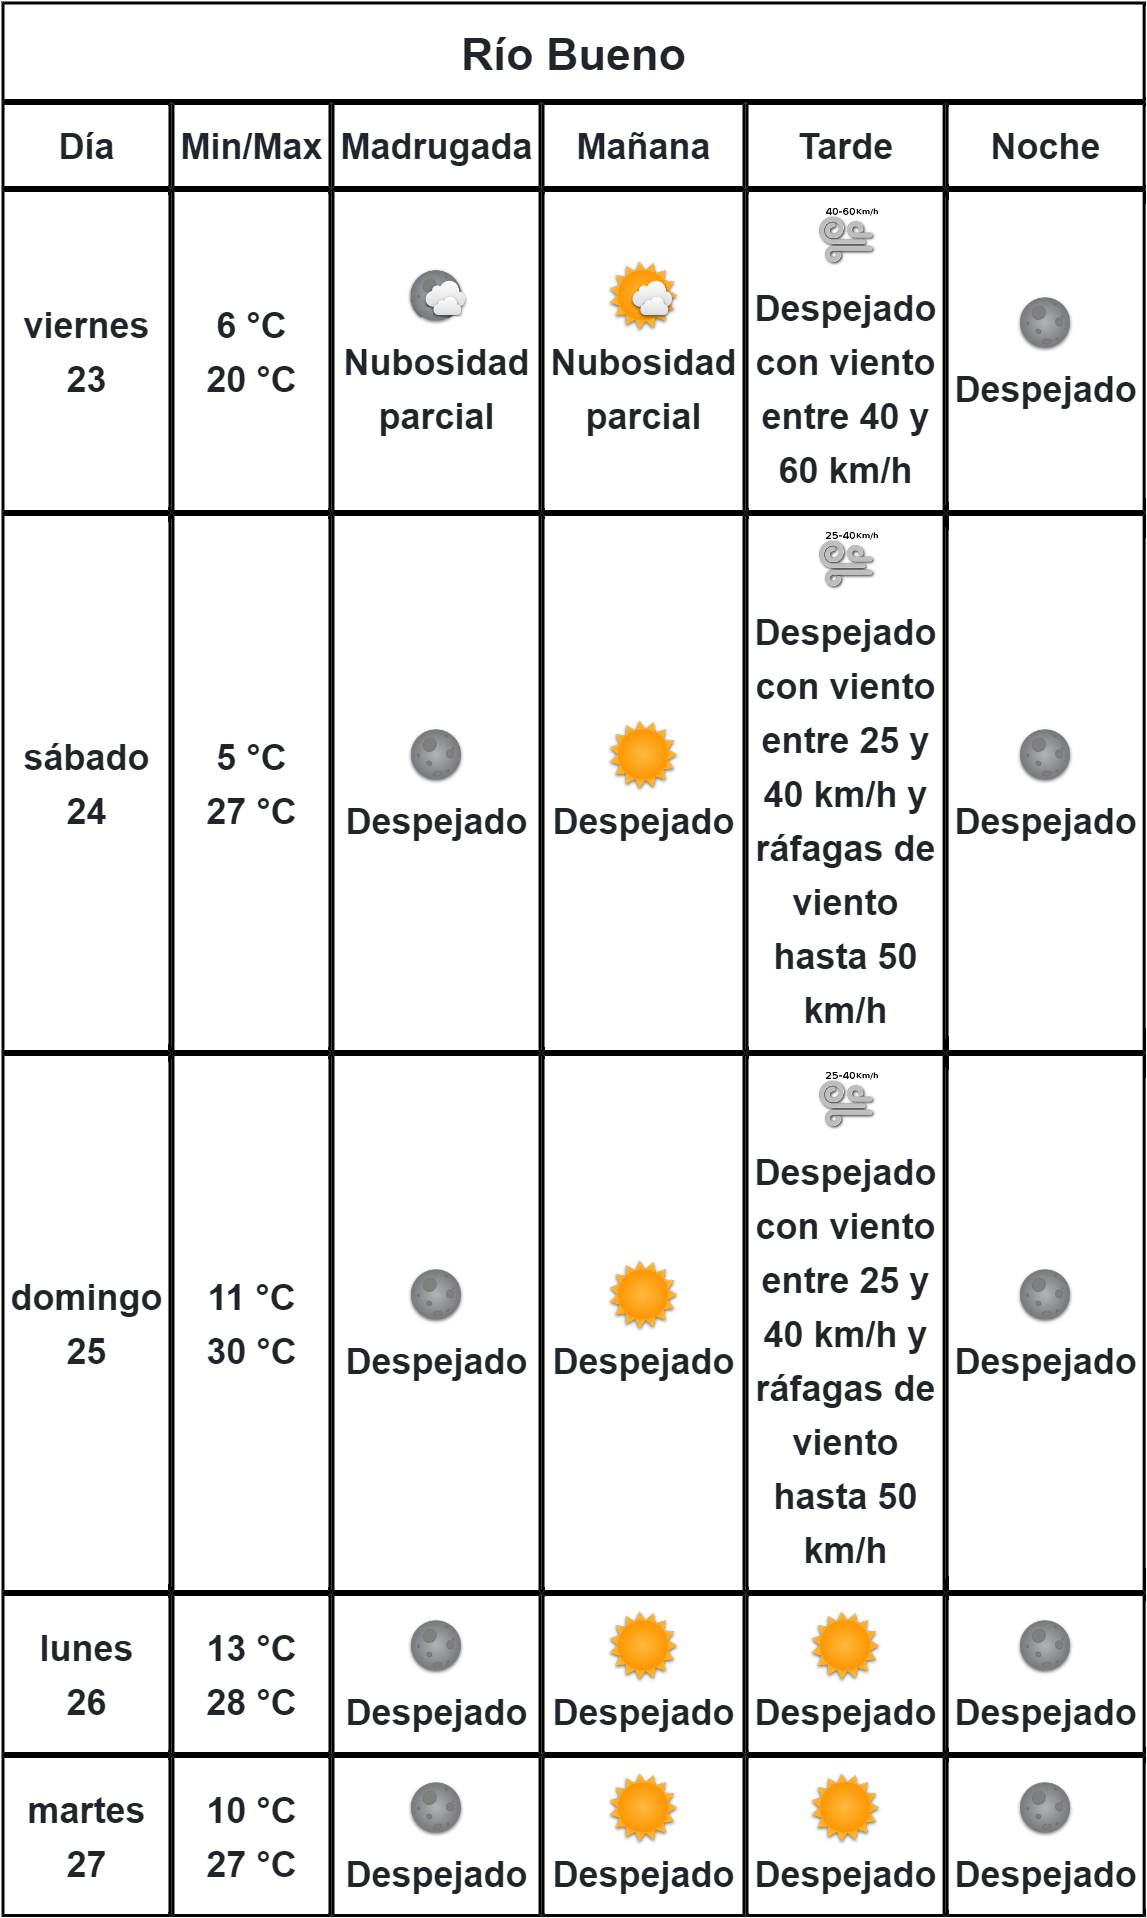 Río Bueno
Día Min/Max Madrugada Mañana Tarde Noche
viernes
23
6 °C
20 °C
Nubosidad
parcial
Nubosidad
parcial
40-60Km/h
Despejado
con viento
entre 40 y
60 km/h
Despejado
sábado
24
5 °C
27 °C
Despejado
Despejado
25-40Km/h
Despejado
con viento
entre 25 y
40 km/h y
ráfagas de
viento
hasta 50
km/h
Despejado
domingo
25
11 °C
30 °C
Despejado
Despejado
25-40Km/h
Despejado
con viento
entre 25 y
40 km/h y
ráfagas de
viento
hasta 50
km/h
Despejado
lunes
26
13 °C
28 °C
Despejado
Despejado
Despejado
Despejado
martes
27
10 °C
27 °C
Despejado
Despejado
Despejado
Despejado